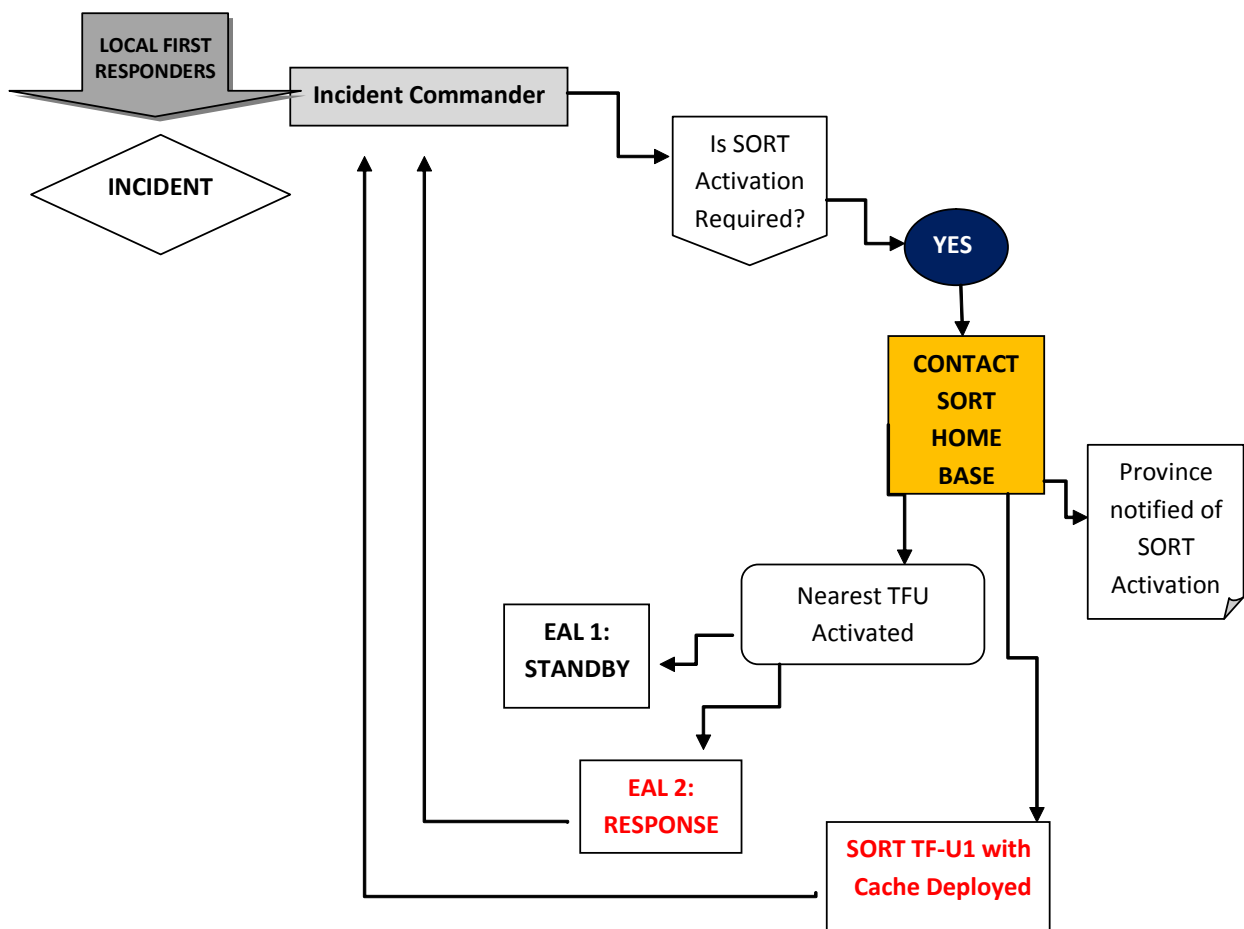 LOCAL FIRST
RESPONDERS
Incident Commander
INCIDENT
Is SORT
Activation
Required?
YES
CONTACT
SORT
HOME
BASE
Province
notified of
SORT
Activation
Nearest TFU
Activated
EAL 1:
STANDBY
EAL 2:
RESPONSE
SORT TF-U1 with
Cache Deployed